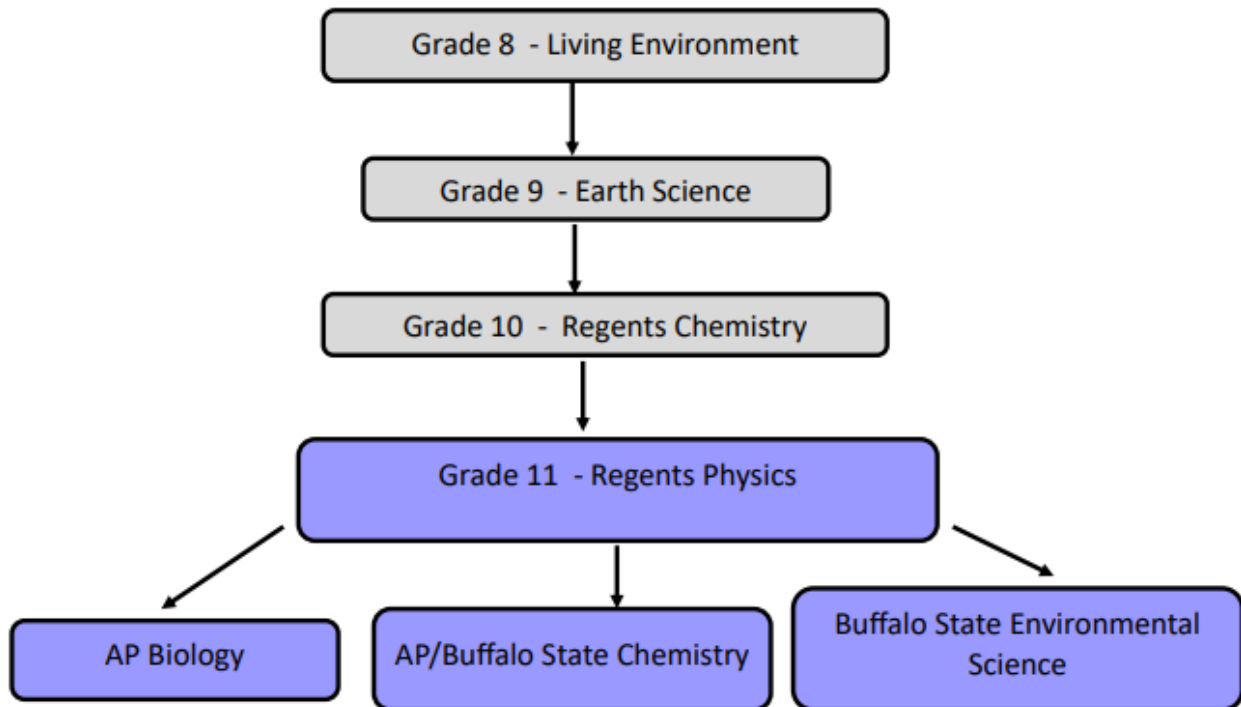 Grade 8  - Living Environment
Grade 9  - Earth Science
Grade 10  -  Regents Chemistry
Grade 11  - Regents Physics
AP Biology
AP/Buffalo State Chemistry
Buffalo State Environmental
Science